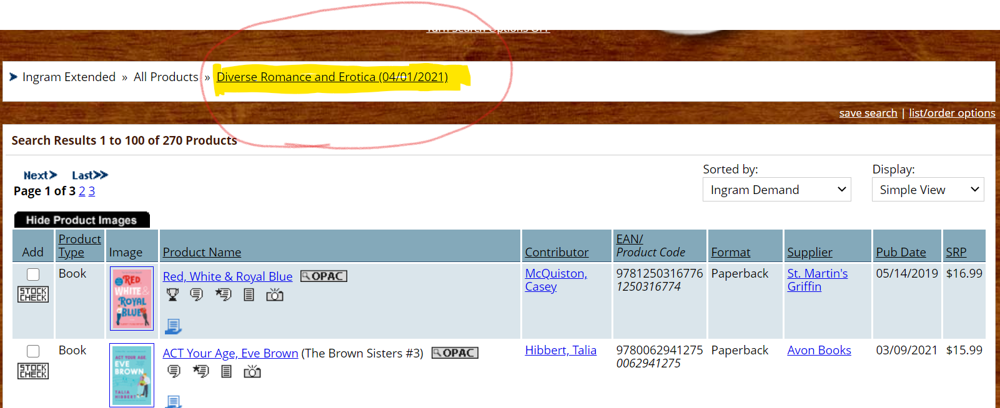 Turn Search Options OFF
Ingram Extended » All Products » Diverse Romance and Erotica (04/01/2021)
save search | list/order options
Search Results 1 to 100 of 270 Products
Next Last
Page 1 of 3 2 3
Sorted by:
Ingram Demand
Display:
Simple View
Hide Product Images
Add Product Type Image Product Name Contributor EAN/ Product Code Format Supplier Pub Date SRP
STOCK CHECK
Book
RED WHITE & ROYAL BLUE
Red, White & Royal Blue OPAC
McQuiston, Casey
9781250316776
1250316774
Paperback
St. Martin's Griffin
05/14/2019
$16.99
STOCK CHECK
Book
ACT YOUR AGE, EVE BROWN
TALIA HIBBERT
ACT Your Age, Eve Brown (The Brown Sisters #3) OPAC
Hibbert, Talia
9780062941275
0062941275
Paperback
Avon Books
03/09/2021
$15.99